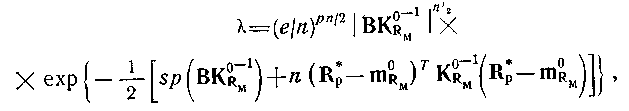 λ=(e/n)^{pn/2} |BK_{R_M}^{0-1}|^{n/2}×
× exp{−1/2[sp(BK_{R_M}^{0-1})+n (R_p^*−m_{R_M}^0)^T K_{R_M}^{0-1}(R_p^*−m_{R_M}^0)]},